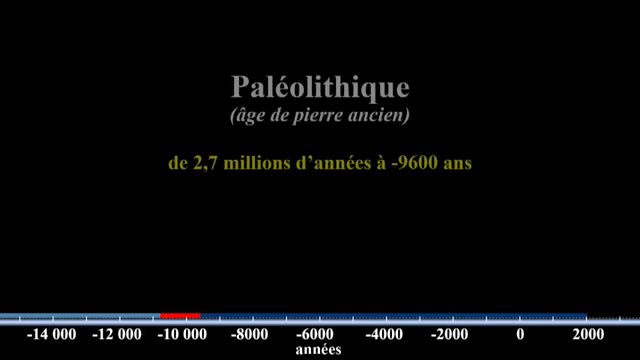 Paléolithique
(âge de pierre ancien)
de 2,7 millions d’années à -9600 ans
-14 000 -12 000 -10 000 -8000 -6000 -4000 -2000 0 2000
années